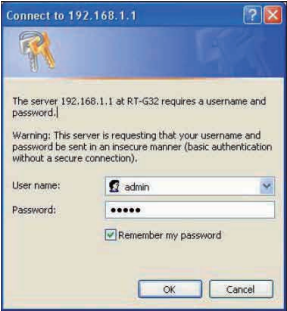 Connect to 192.168.1.1
The server 192.168.1.1 at RT-G32 requires a username and
password.
Warning: This server is requesting that your username and
password be sent in an insecure manner (basic authentication
without a secure connection).
User name:
admin
Password:
•••••
Remember my password
OK
Cancel